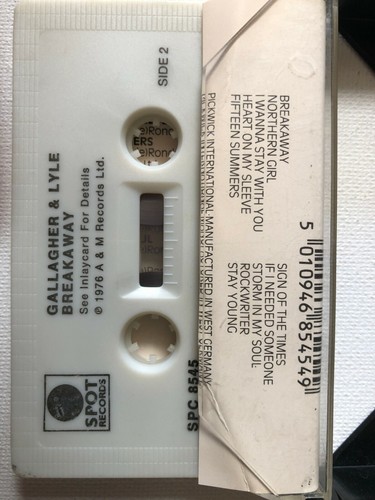 GALLAGHER & LYLE
BREAKAWAY
See Inlaycard For Details
℗ 1976 A & M Records Ltd.
SIDE 2
SPOT
RECORDS
SPC 8545
ERS
BREAKAWAY
NORTHERN GIRL
I WANNA STAY WITH YOU
HEART ON MY SLEEVE
FIFTEEN SUMMERS
SIGN OF THE TIMES
IF I NEEDED SOMEONE
STORM IN MY SOUL
ROCKWRITER
STAY YOUNG
PICKWICK INTERNATIONAL MANUFACTURED IN WEST GERMANY
5 010946 854549